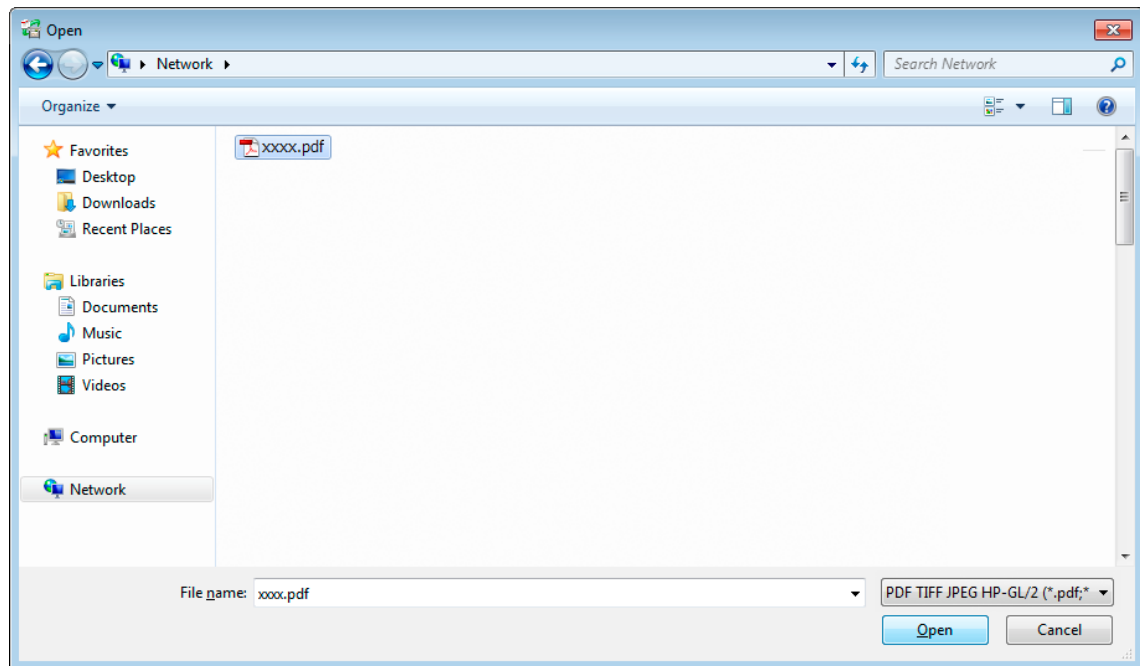 Open
Network
Search Network
Organize
Favorites
Desktop
Downloads
Recent Places
Libraries
Documents
Music
Pictures
Videos
Computer
Network
xxxx.pdf
File name: xxxx.pdf
PDF TIFF JPEG HP-GL/2 (*.pdf;*
Open Cancel